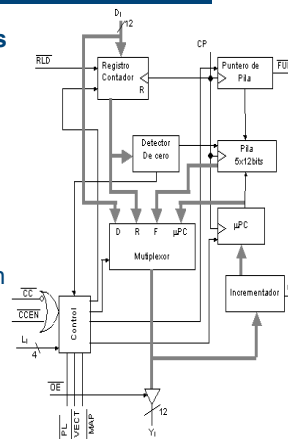 s
D I
12
CP
RLD
Registro
Contador
R
Puntero de
Pila
FUL
Detector
De cero
Pila
5x12bits
D R F µPC
Mutiplexor
µPC
n
CC
CCEN
Control
Incrementador
L I
4
OE
12
PL
VECT
MAP
Y I